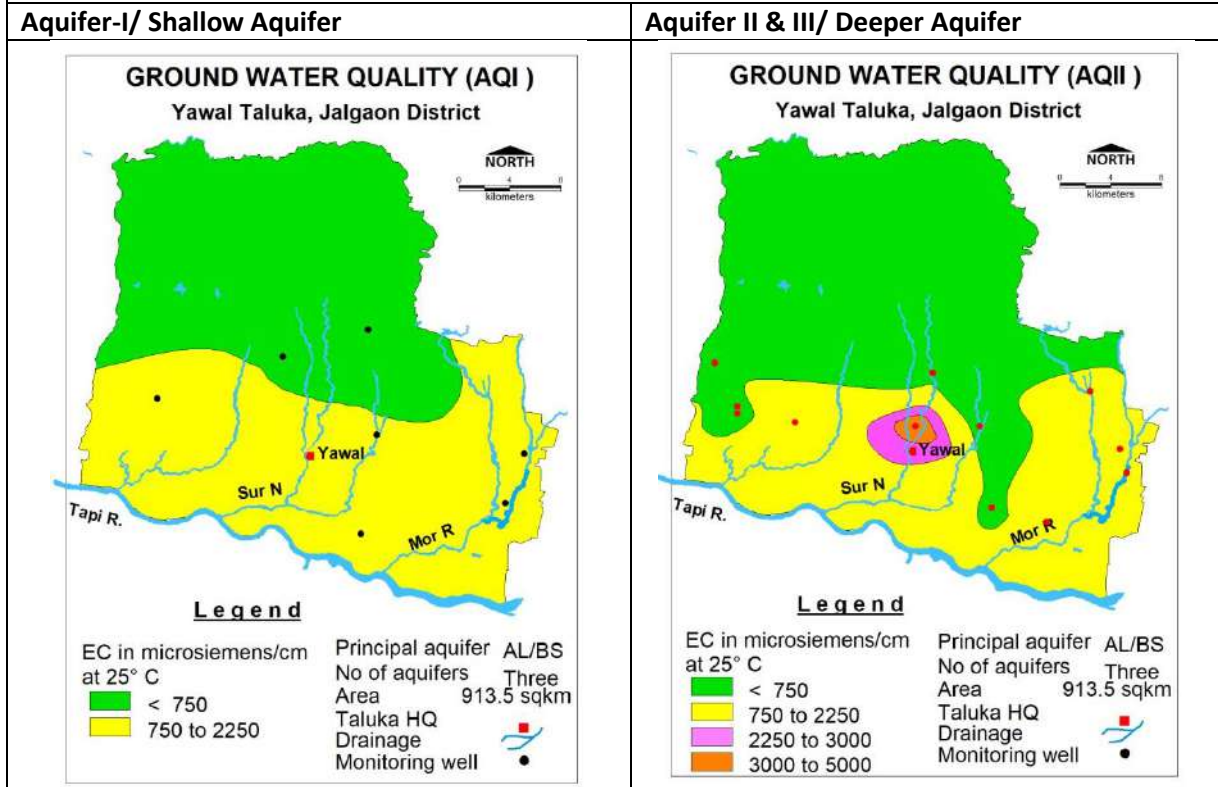 Aquifer-I/ Shallow Aquifer
GROUND WATER QUALITY (AQI )
Yawal Taluka, Jalgaon District
NORTH
0 4 8
kilometers
Yawal
Sur N
Tapi R.
Mor R
Legend
EC in microsiemens/cm
at 25° C
< 750
750 to 2250
Principal aquifer AL/BS
No of aquifers Three
Area 913.5 sqkm
Taluka HQ
Drainage
Monitoring well
Aquifer II & III/ Deeper Aquifer
GROUND WATER QUALITY (AQII)
Yawal Taluka, Jalgaon District
NORTH
0 4 8
kilometers
Yawal
Sur N
Tapi R.
Mor R
Legend
EC in microsiemens/cm
at 25° C
< 750
750 to 2250
2250 to 3000
3000 to 5000
Principal aquifer AL/BS
No of aquifers Three
Area 913.5 sqkm
Taluka HQ
Drainage
Monitoring well